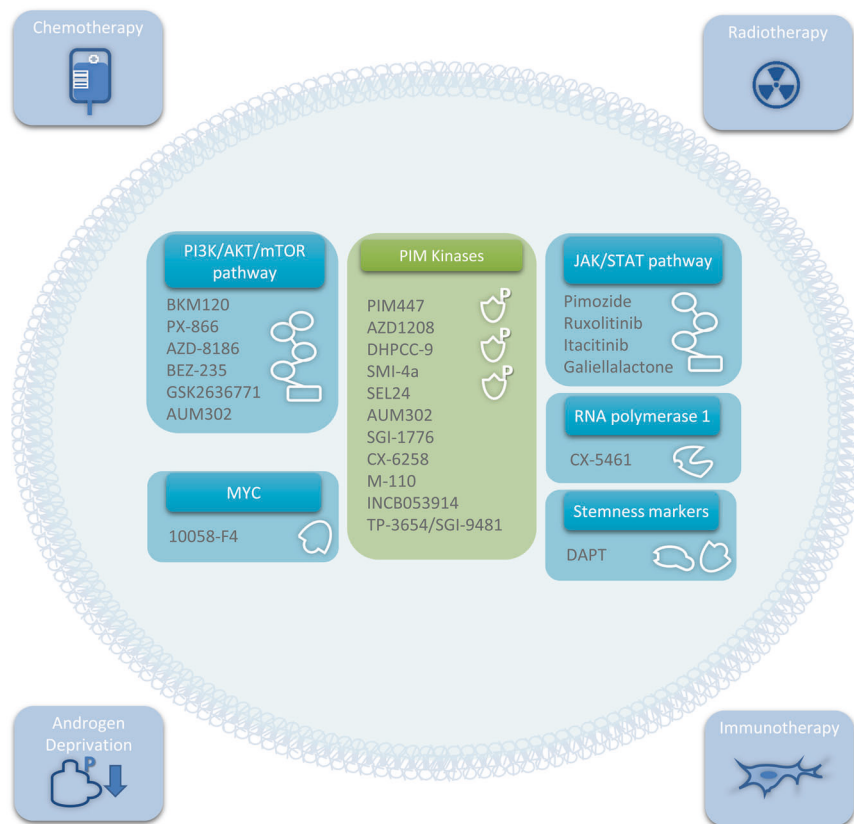 Chemotherapy
Radiotherapy
PI3K/AKT/mTOR
pathway
BKM120
PX-866
AZD-8186
BEZ-235
GSK2636771
AUM302
MYC
10058-F4
PIM Kinases
PIM447
P
AZD1208
DHPCC-9
P
SMI-4a
P
SEL24
AUM302
SGI-1776
CX-6258
M-110
INCB053914
TP-3654/SGI-9481
JAK/STAT pathway
Pimozide
Ruxolitinib
Itacitinib
Galiellalactone
RNA polymerase 1
CX-5461
Stemness markers
DAPT
Androgen
Deprivation
P
Immunotherapy